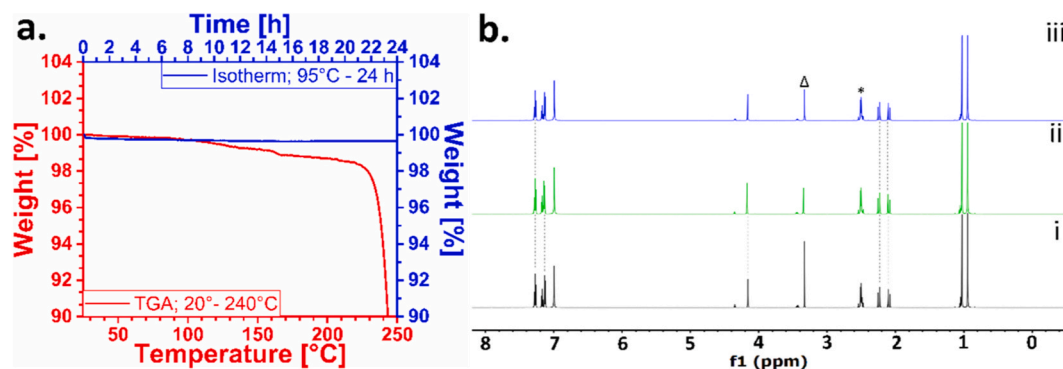 a.
Time [h]
0 2 4 6 8 10 12 14 16 18 20 22 24
104
102
100
98
96
94
92
90
Weight [%]
Isotherm; 95°C - 24 h
TGA; 20°- 240°C
104
102
100
98
96
94
92
90
Weight [%]
50 100 150 200 250
Temperature [°C]
b.
iii
Δ
*
ii
i
8 7 6 5 4 3 2 1 0
f1 (ppm)